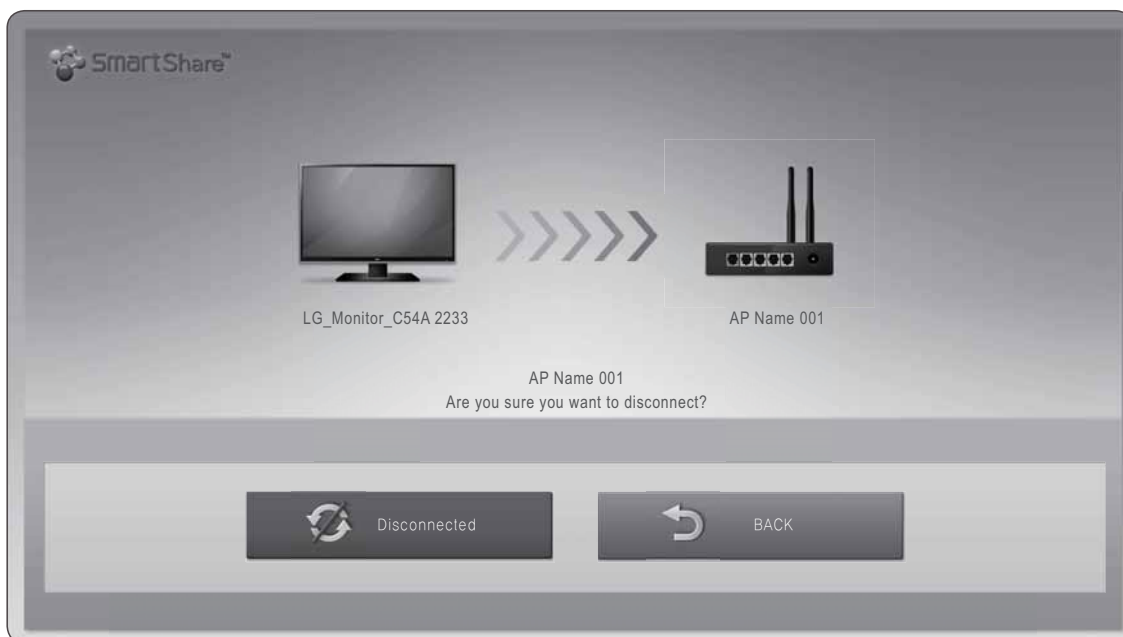 SmartShare™
LG_Monitor_C54A 2233
AP Name 001
AP Name 001
Are you sure you want to disconnect?
Disconnected
BACK